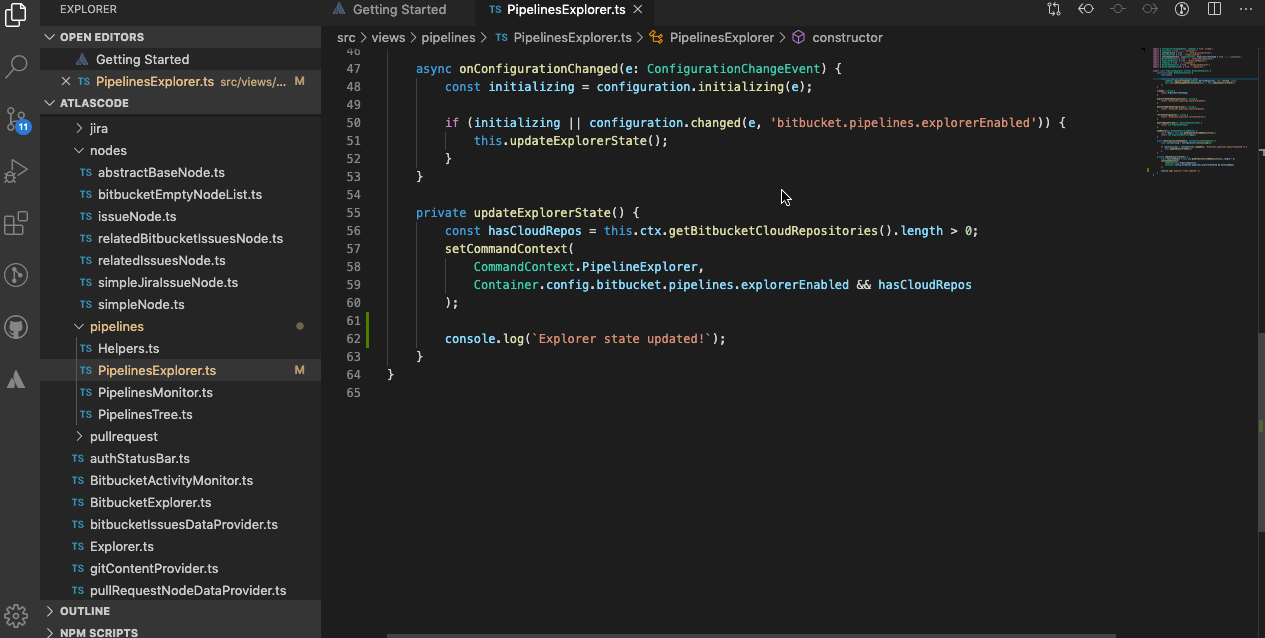 EXPLORER
OPEN EDITORS
Getting Started
TS PipelinesExplorer.ts src/views/... M
ATLASCODE
jira
nodes
TS abstractBaseNode.ts
TS bitbucketEmptyNodeList.ts
TS issueNode.ts
TS relatedBitbucketIssuesNode.ts
TS relatedIssuesNode.ts
TS simpleJiraIssueNode.ts
TS simpleNode.ts
pipelines
TS Helpers.ts
TS PipelinesExplorer.ts M
TS PipelinesMonitor.ts
TS PipelinesTree.ts
pullrequest
TS authStatusBar.ts
TS BitbucketActivityMonitor.ts
TS BitbucketExplorer.ts
TS bitbucketIssuesDataProvider.ts
TS Explorer.ts
TS gitContentProvider.ts
TS pullRequestNodeDataProvider.ts
OUTLINE
NPM SCRIPTS
11
Getting Started
TS PipelinesExplorer.ts
src > views > pipelines > TS PipelinesExplorer.ts > PipelinesExplorer > constructor
46
47 async onConfigurationChanged(e: ConfigurationChangeEvent) {
48 const initializing = configuration.initializing(e);
49
50 if (initializing || configuration.changed(e, 'bitbucket.pipelines.explorerEnabled')) {
51 this.updateExplorerState();
52 }
53 }
54
55 private updateExplorerState() {
56 const hasCloudRepos = this.ctx.getBitbucketCloudRepositories().length > 0;
57 setCommandContext(
58 CommandContext.PipelineExplorer,
59 Container.config.bitbucket.pipelines.explorerEnabled && hasCloudRepos
60 );
61
62 console.log(`Explorer state updated!`);
63 }
64 }
65